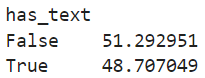 has_text
False    51.292951
True     48.707049